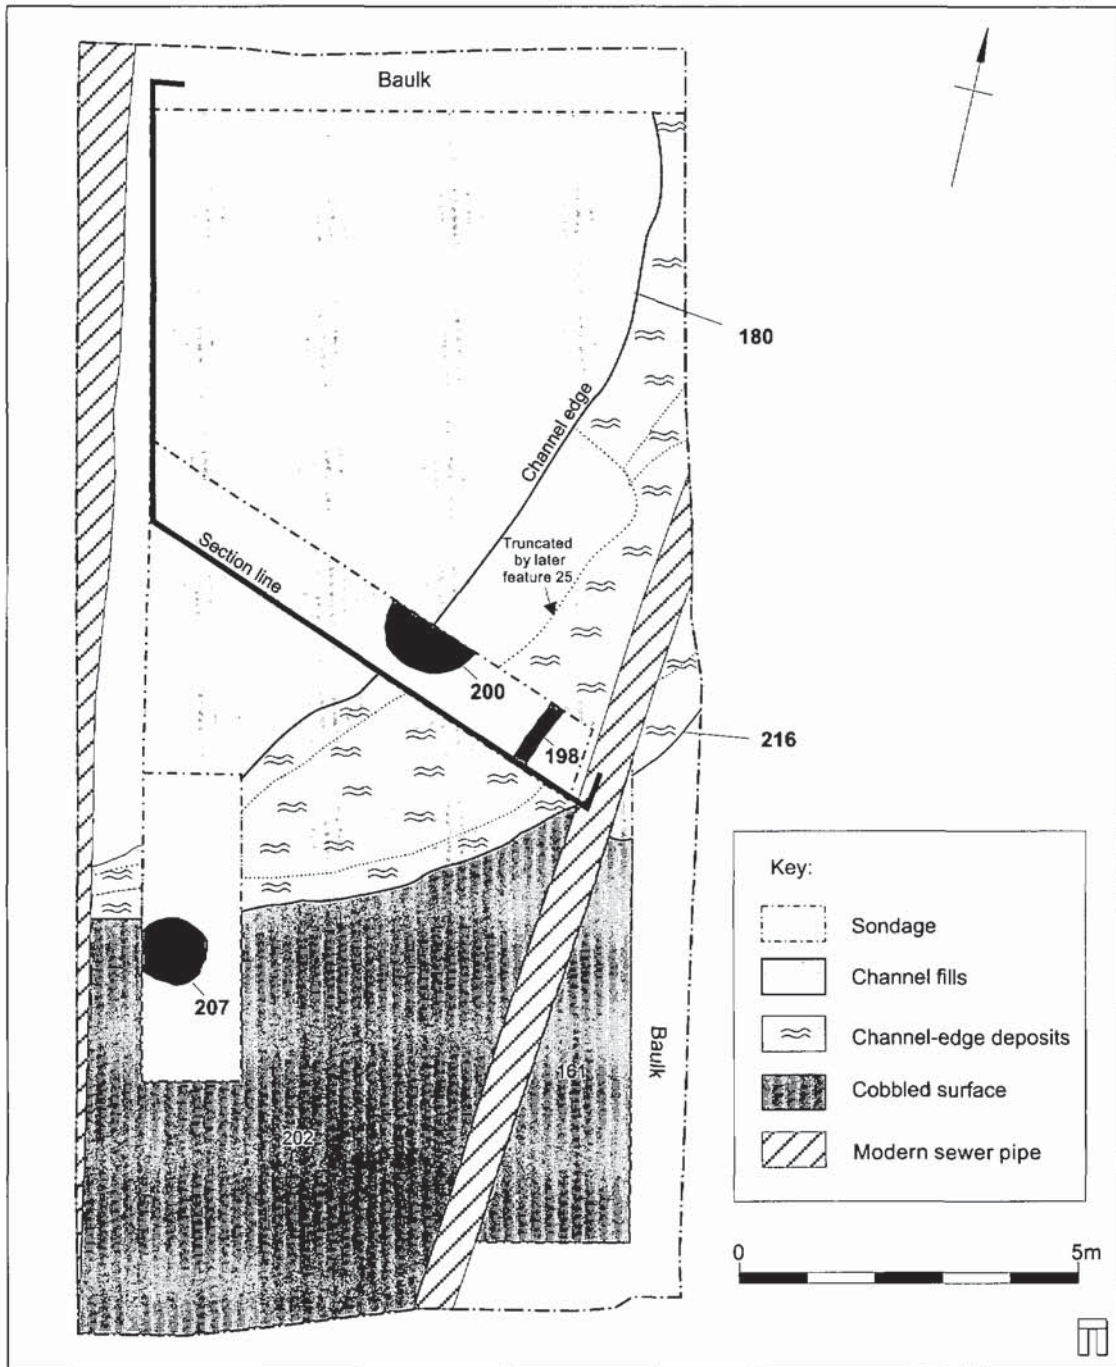 Baulk
180
Channel edge
Section line
Truncated
by later
feature 25
200
198
216
207
161
202
Baulk
Key:
Sondage
Channel fills
Channel-edge deposits
Cobbled surface
Modern sewer pipe
0 5m